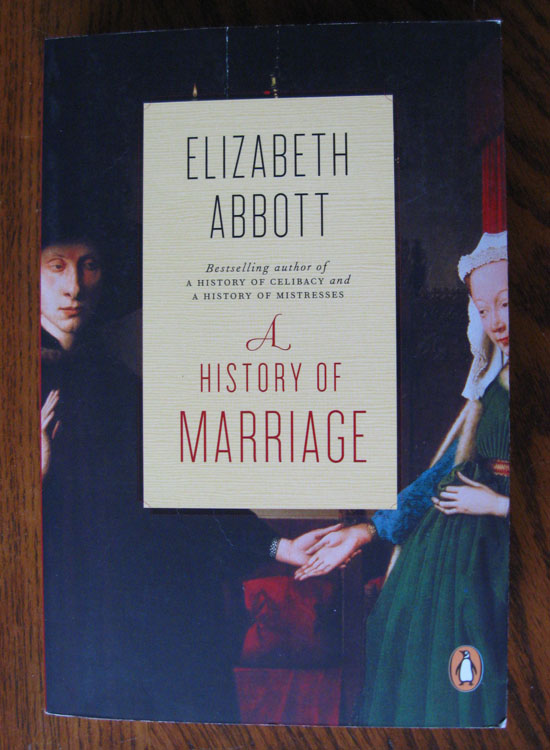 ELIZABETH
ABBOTT
Bestselling author of
A HISTORY OF CELIBACY and
A HISTORY OF MISTRESSES
A
HISTORY OF
MARRIAGE